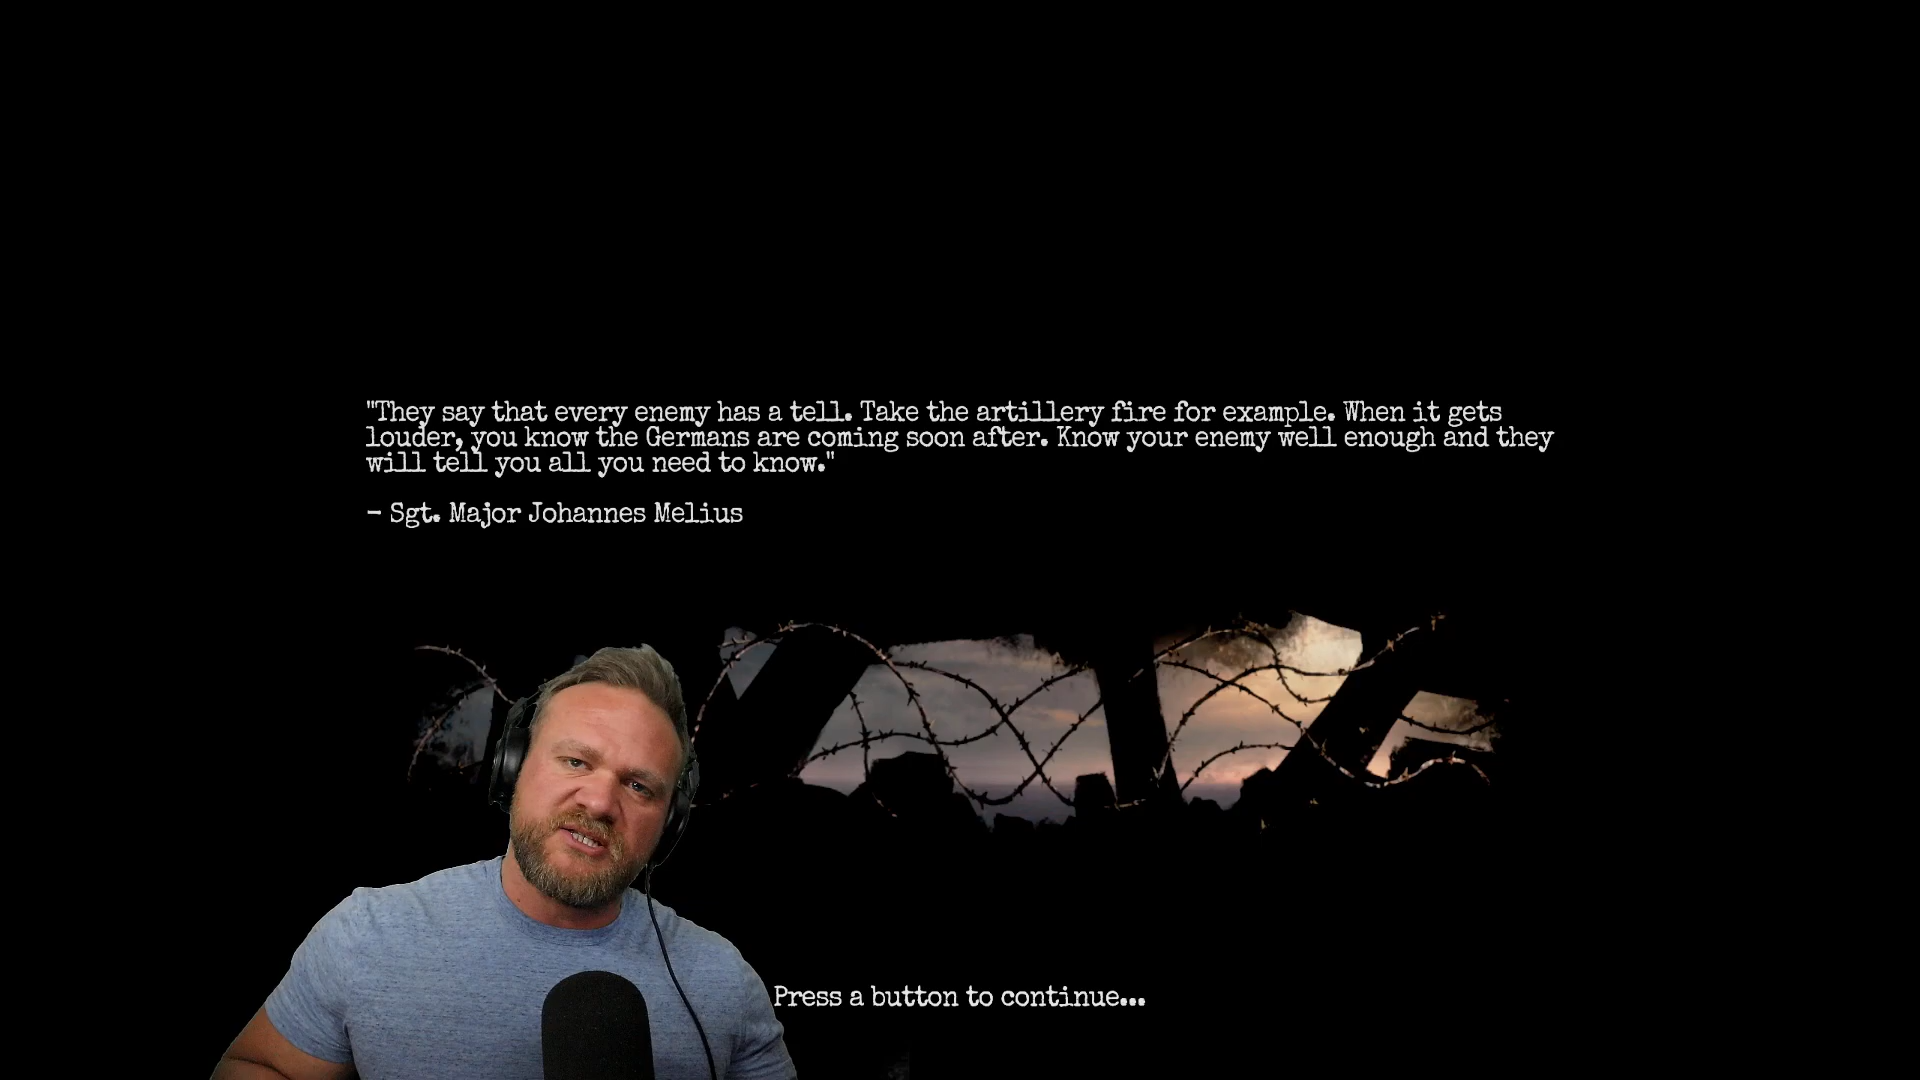 "They say that every enemy has a tell. Take the artillery fire for example. When it gets
louder, you know the Germans are coming soon after. Know your enemy well enough and they
will tell you all you need to know."
- Sgt. Major Johannes Melius
Press a button to continue...